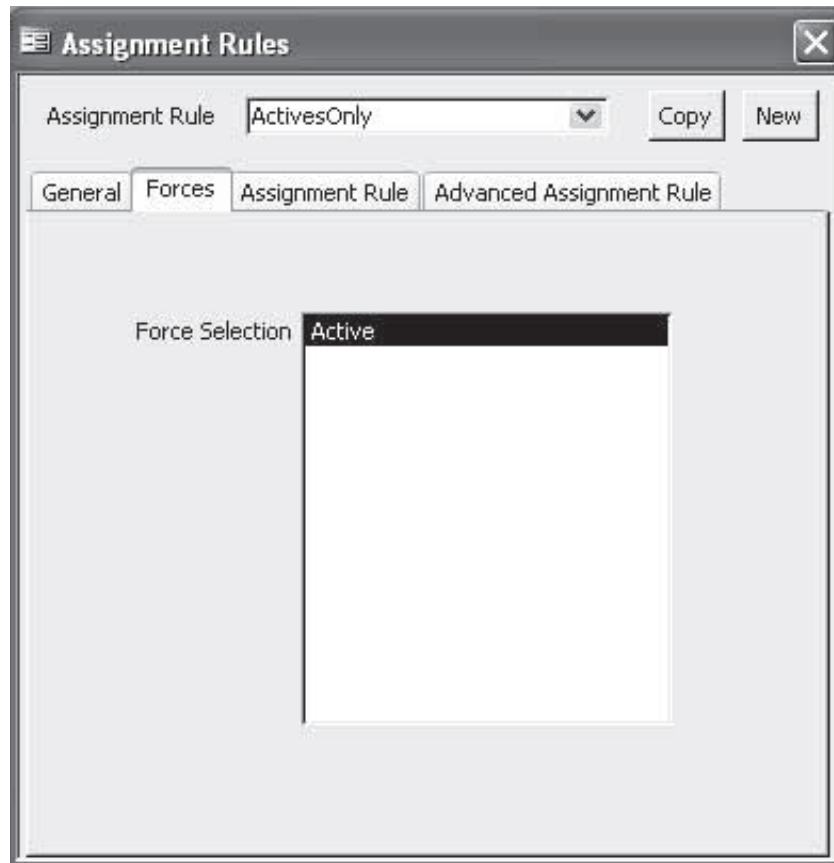 Assignment Rules
Assignment Rule ActivesOnly Copy New
General Forces Assignment Rule Advanced Assignment Rule
Force Selection Active